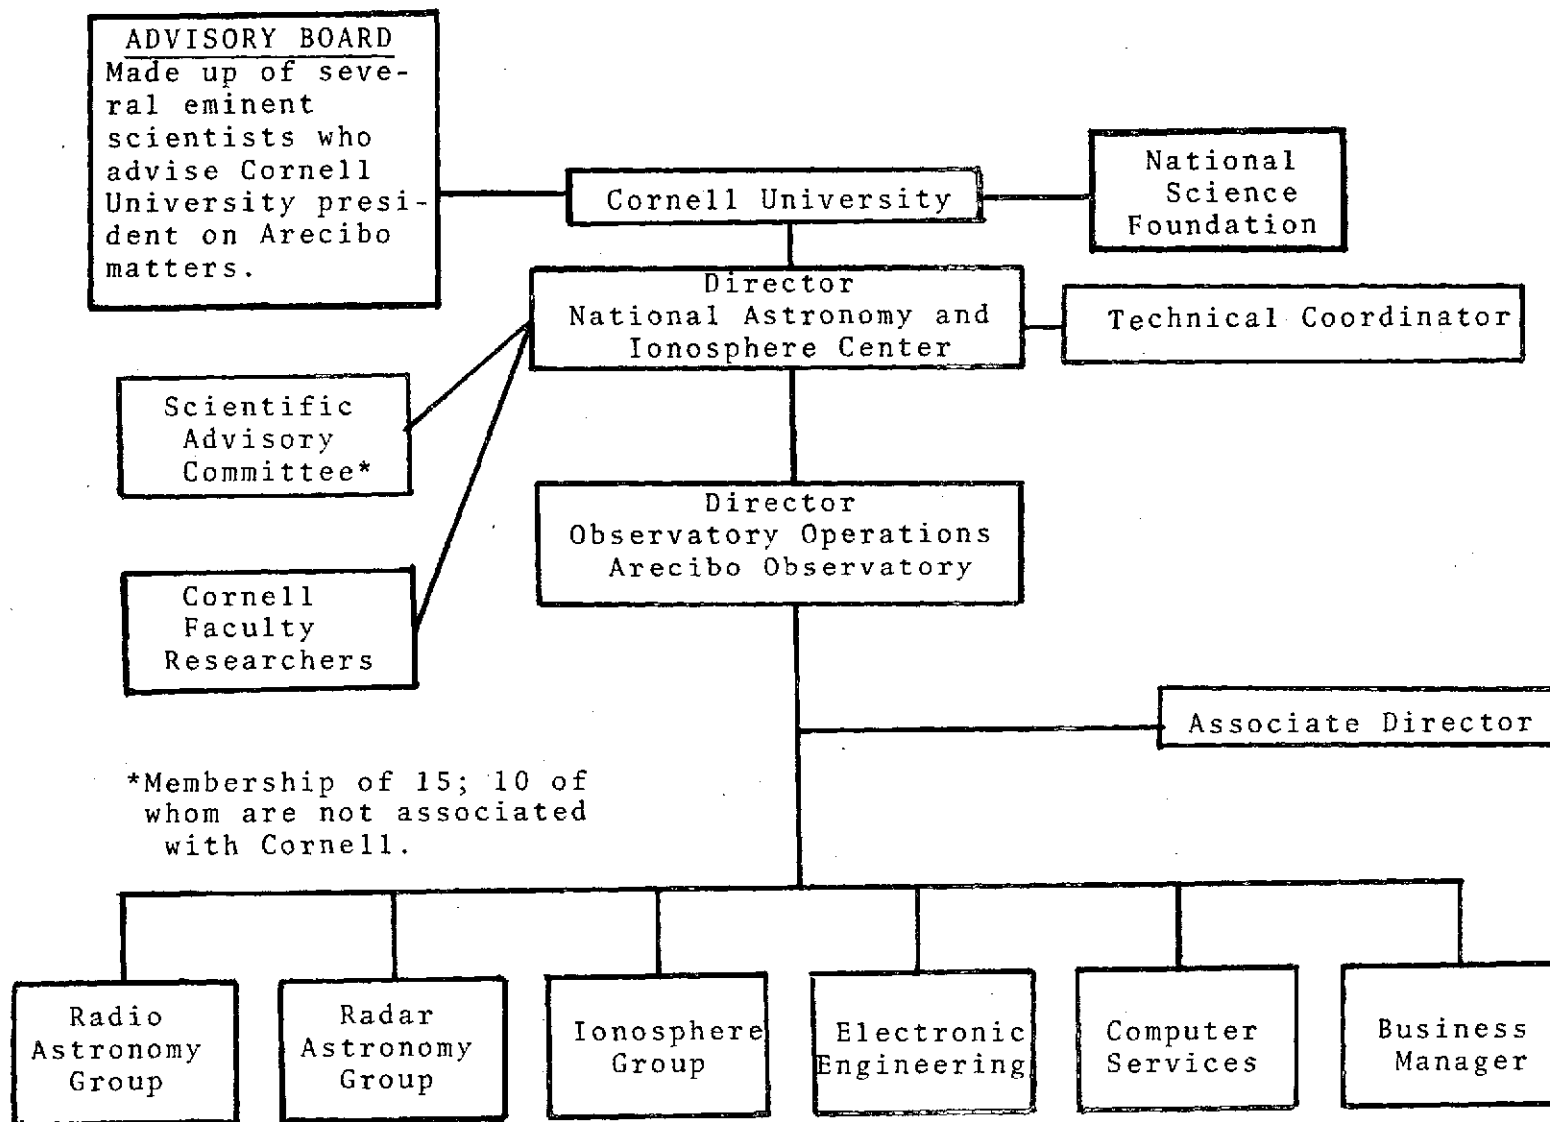 ADVISORY BOARD
Made up of seve-
ral eminent
scientists who
advise Cornell
University presi-
dent on Arecibo
matters.
Cornell University
National
Science
Foundation
Director
National Astronomy and
Ionosphere Center
Technical Coordinator
Scientific
Advisory
Committee*
Director
Observatory Operations
Arecibo Observatory
Cornell
Faculty
Researchers
Associate Director
*Membership of 15; 10 of
whom are not associated
with Cornell.
Radio
Astronomy
Group
Radar
Astronomy
Group
Ionosphere
Group
Electronic
Engineering
Computer
Services
Business
Manager